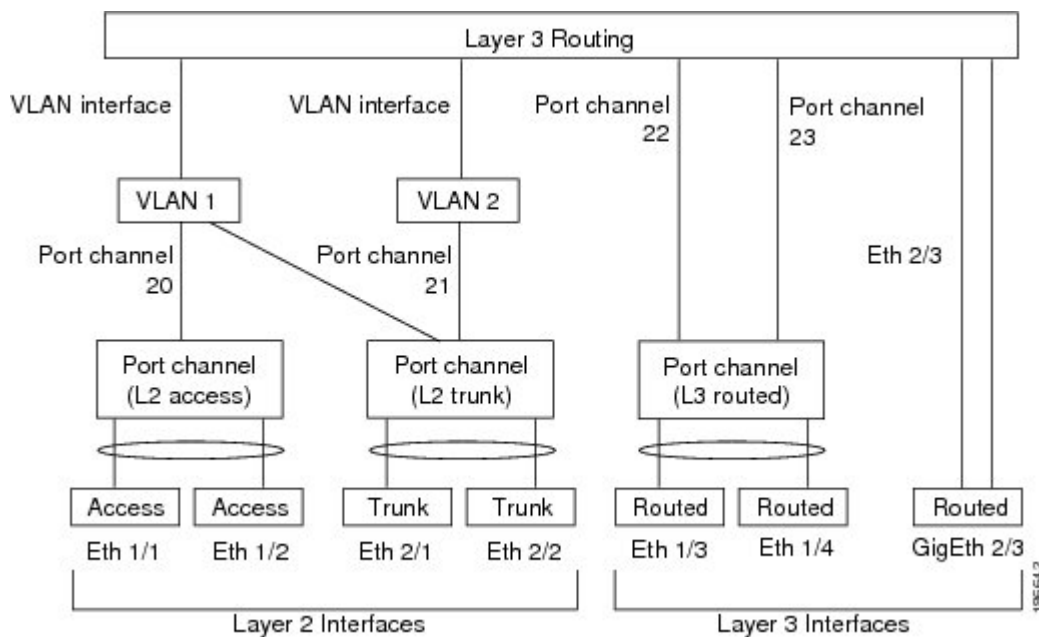 Layer 3 Routing
VLAN interface
VLAN interface
Port channel
22
Port channel
23
VLAN 1
VLAN 2
Port channel
20
Port channel
21
Eth 2/3
Port channel
(L2 access)
Port channel
(L2 trunk)
Port channel
(L3 routed)
Access
Access
Trunk
Trunk
Routed
Routed
Routed
Eth 1/1
Eth 1/2
Eth 2/1
Eth 2/2
Eth 1/3
Eth 1/4
GigEth 2/3
Layer 2 Interfaces
Layer 3 Interfaces